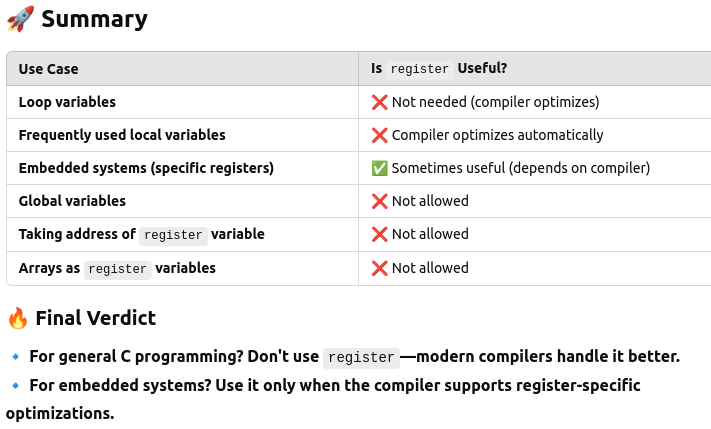 🚀 Summary
Use Case Is register Useful?
Loop variables ❌ Not needed (compiler optimizes)
Frequently used local variables ❌ Compiler optimizes automatically
Embedded systems (specific registers) ✅ Sometimes useful (depends on compiler)
Global variables ❌ Not allowed
Taking address of register variable ❌ Not allowed
Arrays as register variables ❌ Not allowed
🔥 Final Verdict
🔹 For general C programming? Don't use register—modern compilers handle it better.
🔹 For embedded systems? Use it only when the compiler supports register-specific
optimizations.